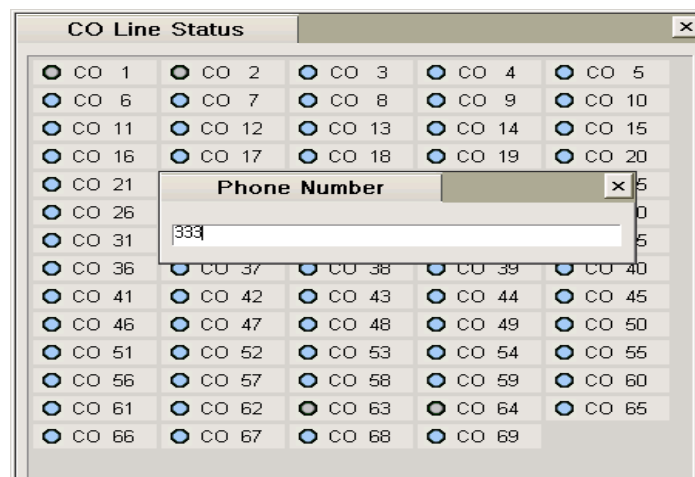 CO Line Status
CO 1 CO 2 CO 3 CO 4 CO 5
CO 6 CO 7 CO 8 CO 9 CO 10
CO 11 CO 12 CO 13 CO 14 CO 15
CO 16 CO 17 CO 18 CO 19 CO 20
CO 21
Phone Number
CO 26
333
CO 31
CO 36 CO 37 CO 38 CO 39 CO 40
CO 41 CO 42 CO 43 CO 44 CO 45
CO 46 CO 47 CO 48 CO 49 CO 50
CO 51 CO 52 CO 53 CO 54 CO 55
CO 56 CO 57 CO 58 CO 59 CO 60
CO 61 CO 62 CO 63 CO 64 CO 65
CO 66 CO 67 CO 68 CO 69